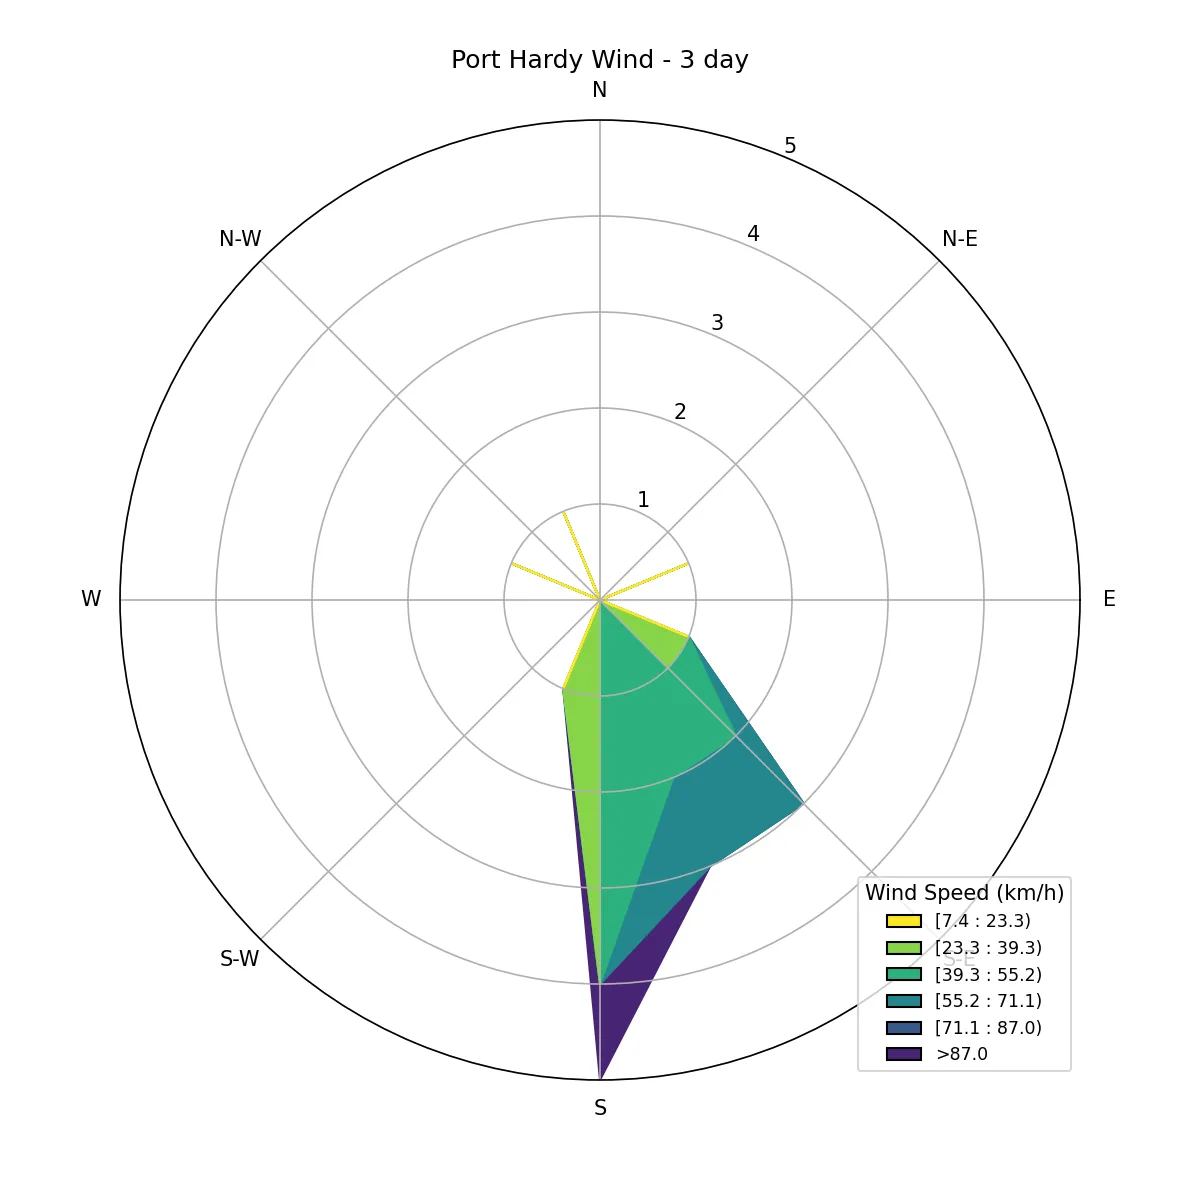 Port Hardy Wind - 3 day
N
5
N-W
N-E
4
3
2
1
W
E
S-W
S-E
Wind Speed (km/h)
[7.4 : 23.3)
[23.3 : 39.3)
[39.3 : 55.2)
[55.2 : 71.1)
[71.1 : 87.0)
>87.0
S